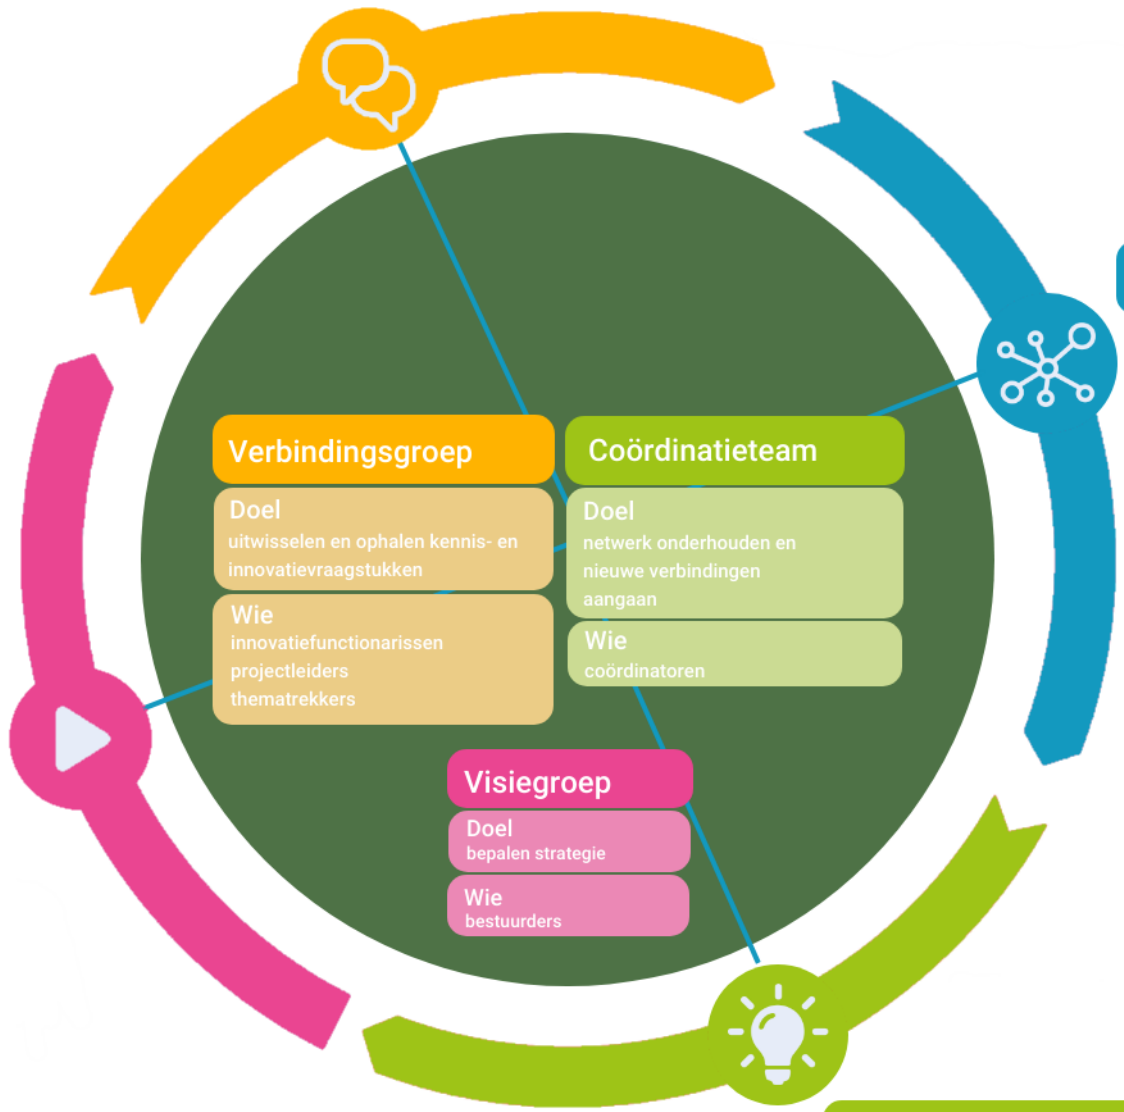 Verbindingsgroep
Doel
uitwisselen en ophalen kennis- en
innovatievraagstukken
Wie
innovatiefunctionarissen
projectleiders
thematrekkers
Coördinatieteam
Doel
netwerk onderhouden en
nieuwe verbindingen
aangaan
Wie
coördinatoren
Visiegroep
Doel
bepalen strategie
Wie
bestuurders